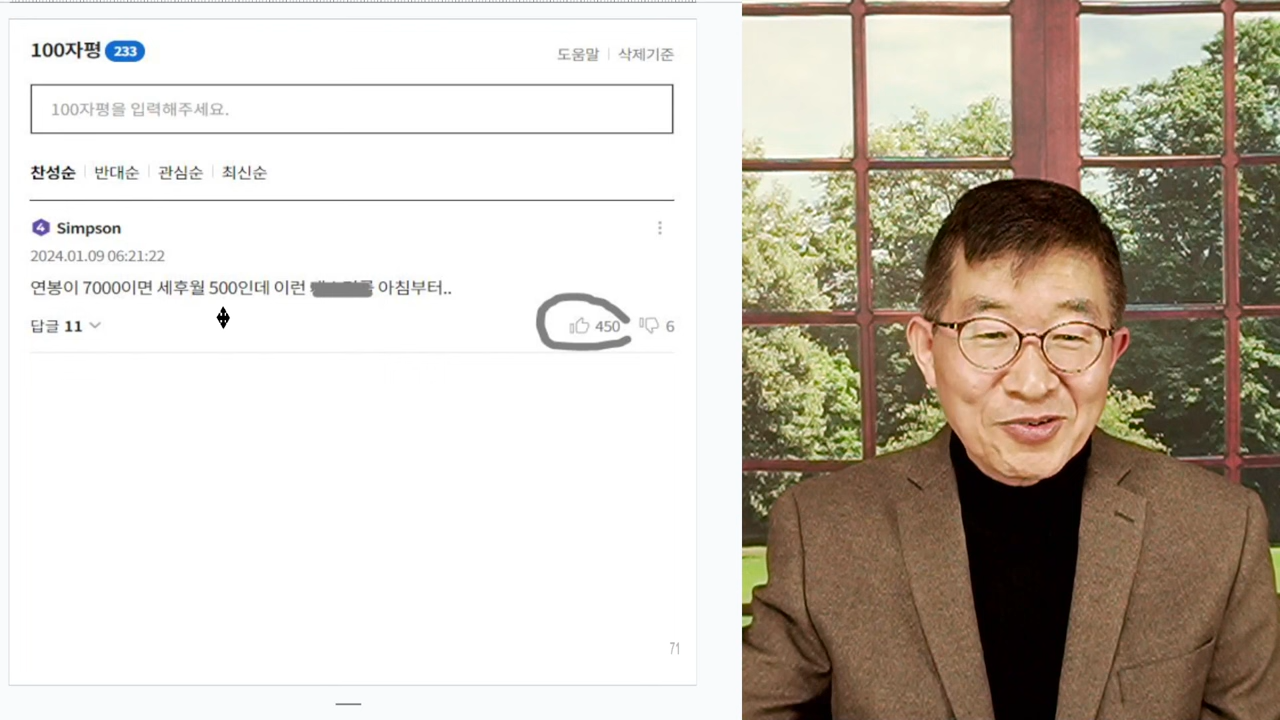 100자평 233
도움말 | 삭제기준
100자평을 입력해주세요.
찬성순 | 반대순 | 관심순 | 최신순
4 Simpson
2024.01.09 06:21:22
연봉이 7000이면 세후월 500인데 이런 아침부터..
답글 11
450 6
71